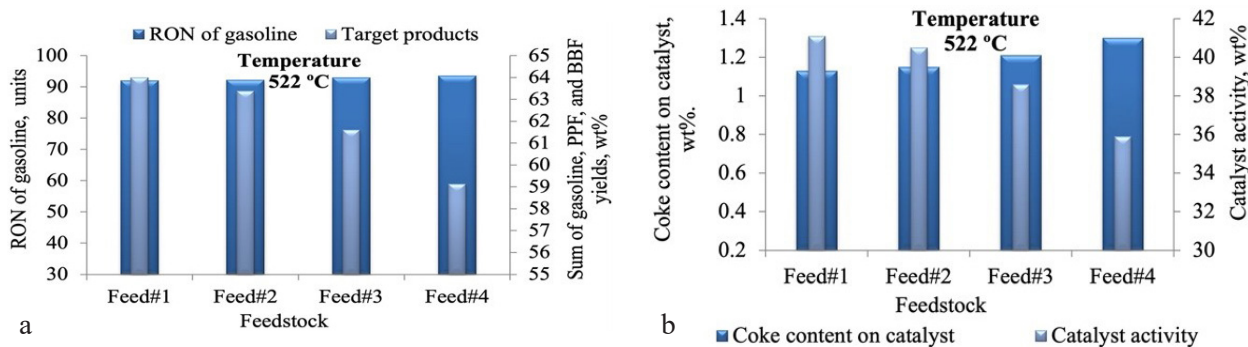 RON of gasoline Target products
Temperature
522 ºC
RON of gasoline, units
100
90
80
70
60
50
40
30
Sum of gasoline, PPF, and BBF
yields, wt%
65
64
63
62
61
60
59
58
57
56
55
Feed#1 Feed#2 Feed#3 Feed#4
Feedstock
a
Temperature
522 ºC
Coke content on catalyst,
wt%.
1.4
1.2
1
0.8
0.6
0.4
0.2
Catalyst activity, wt%
42
40
38
36
34
32
30
Feed#1 Feed#2 Feed#3 Feed#4
Feedstock
b
Coke content on catalyst Catalyst activity